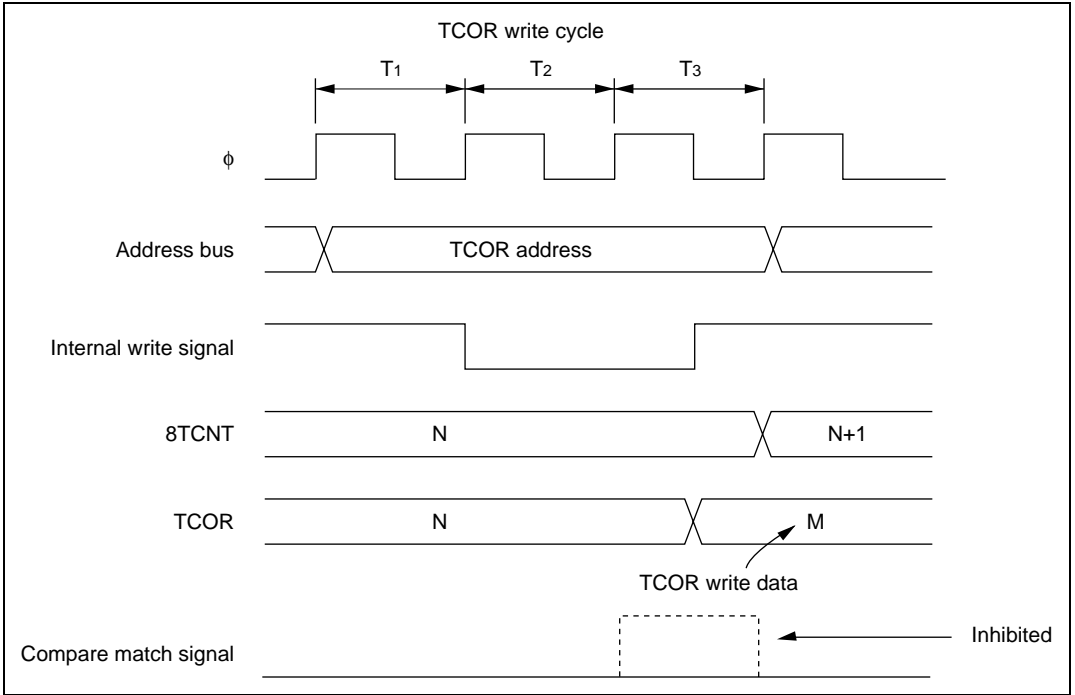 TCOR write cycle
T1 T2 T3
ϕ
Address bus TCOR address
Internal write signal
8TCNT N N+1
TCOR N M
TCOR write data
Compare match signal Inhibited